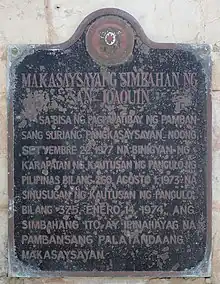 MAKASAYSAYANG SIMBAHAN NG
SAN JOAQUIN
SA BISA NG PAGPAPATIBAY NG PAMBAN
SANG SURIANG PANGKASAYSAYAN, NOONG
SETYEMBRE 22, 1977 NA BINIGYAN-NG
KARAPATAN NG KAUTUSAN NG PANGULO NG
PILIPINAS BILANG 260, AGOSTO 1, 1973 NA
SINUSUGAN NG KAUTUSAN NG PANGULO
BILANG 375, ENERO 14, 1974, ANG
SIMBAHANG ITO AY IPINAHAYAG NA
PAMBANSANG PALATANDAANG
MAKASAYSAYAN.